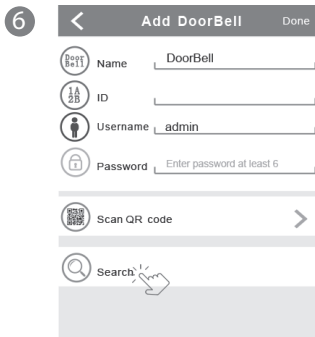 6
Add DoorBell Done
Door Bell Name DoorBell
1A 2B ID
Username admin
Password Enter password at least 6
Scan QR code
Search